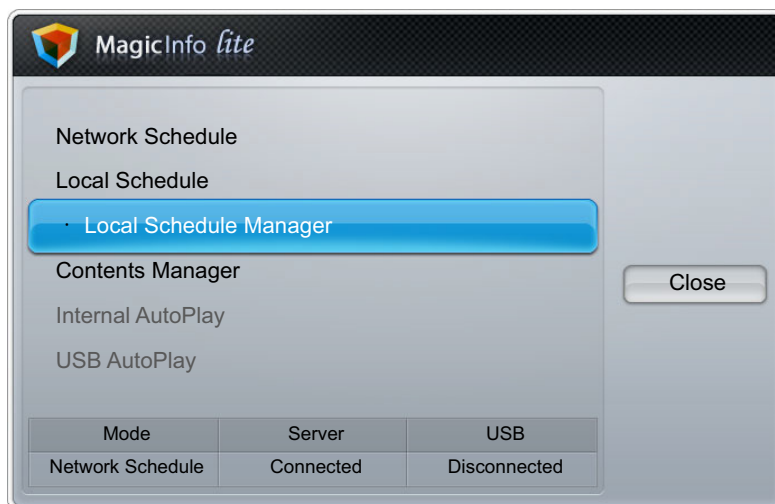 MagicInfo lite
Network Schedule
Local Schedule
· Local Schedule Manager
Contents Manager
Close
Internal AutoPlay
USB AutoPlay
Mode Server USB
Network Schedule Connected Disconnected